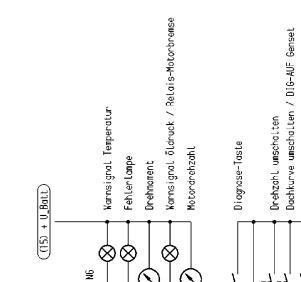 (15) + U_Batt
Warnsignal Temperatur
Fehlerlampe
Drehmoment
Warnsignal Öldruck / Relais-Motorbremse
Motordrehzahl
Diagnose-Taste
Drehzahl umschalten
Dachkurve umschalten / DIG-AUF Genset
N6